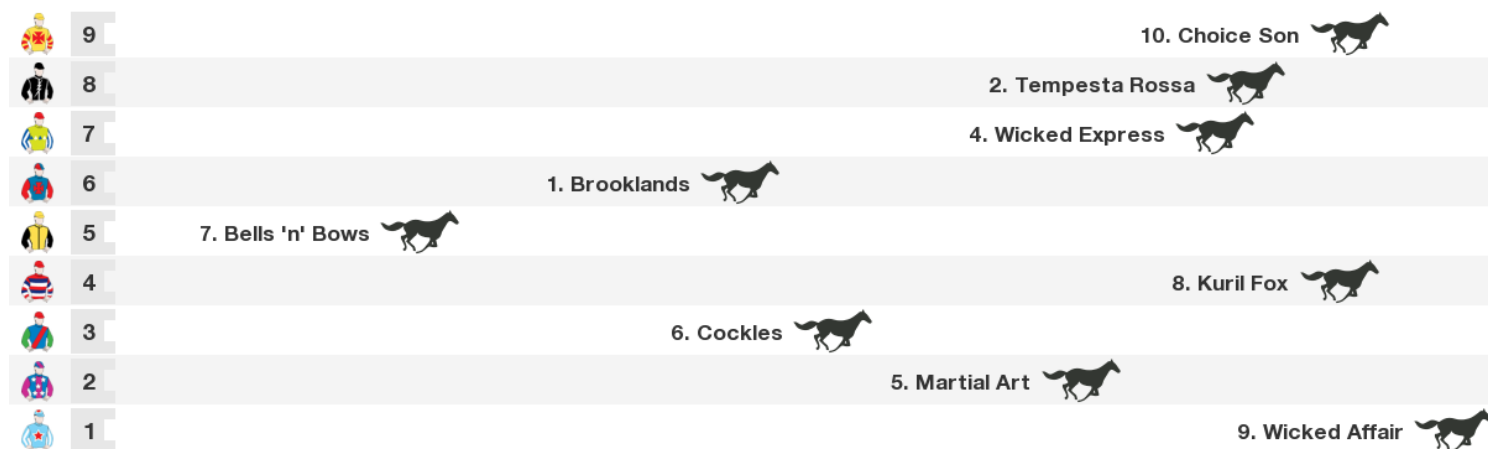 9 10. Choice Son
8 2. Tempesta Rossa
7 4. Wicked Express
6 1. Brooklands
5 7. Bells 'n' Bows
4 8. Kuril Fox
3 6. Cockles
2 5. Martial Art
1 9. Wicked Affair